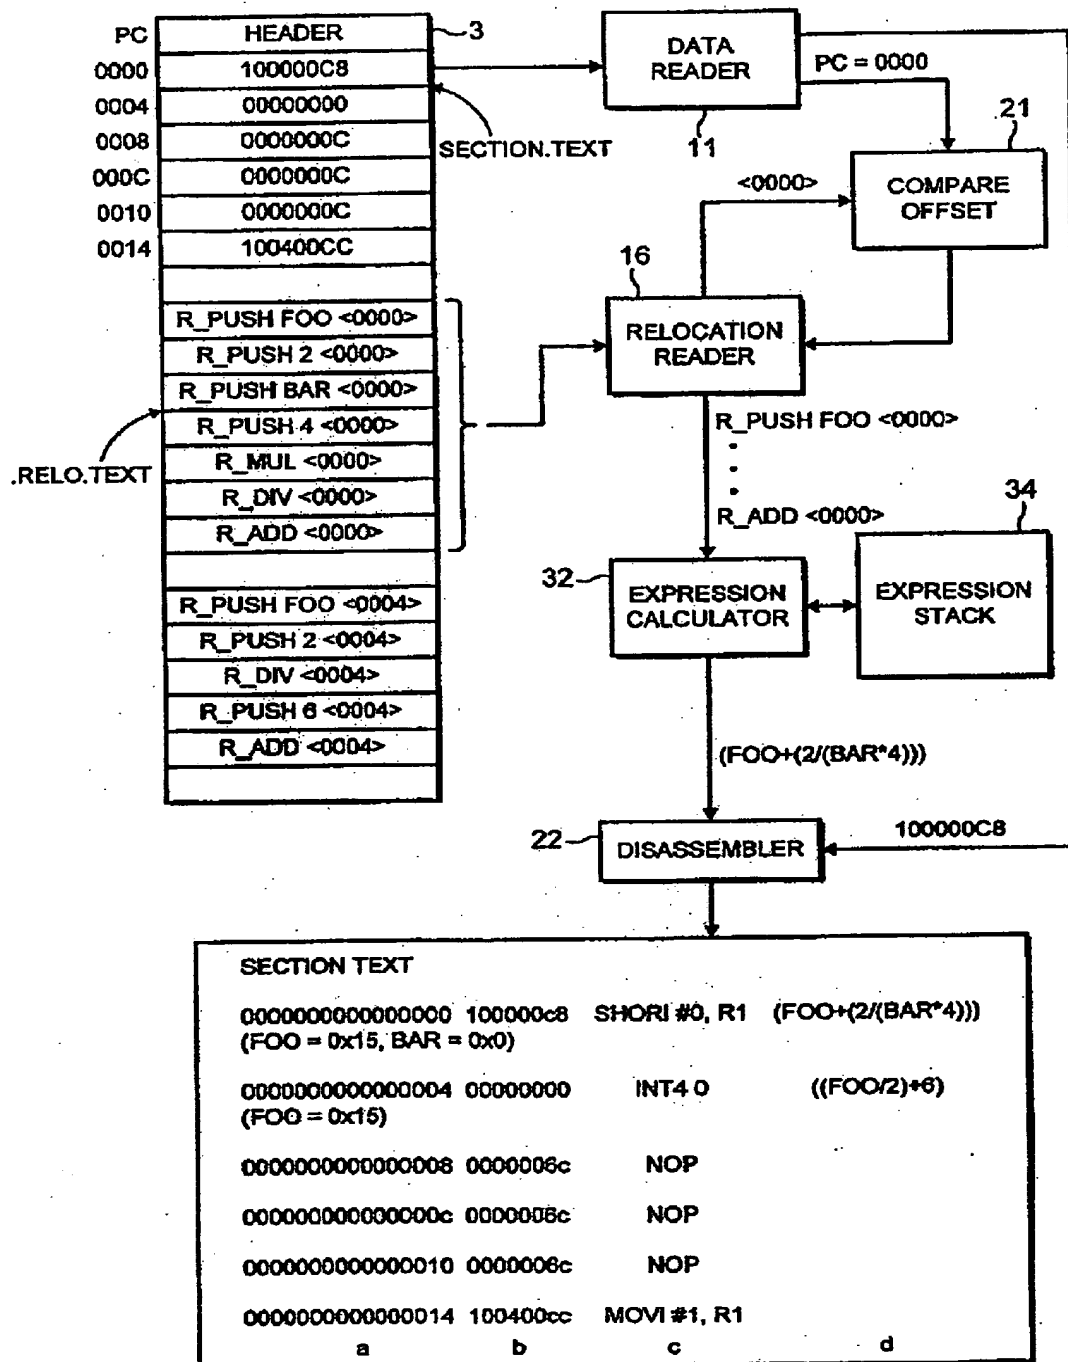 PC HEADER 3
0000 100000C8
0004 00000000
0008 0000000C
000C 0000000C
0010 0000000C
0014 100400CC
SECTION.TEXT
R_PUSH FOO <0000>
R_PUSH 2 <0000>
R_PUSH BAR <0000>
R_PUSH 4 <0000>
R_MUL <0000>
R_DIV <0000>
R_ADD <0000>
.RELO.TEXT
R_PUSH FOO <0004>
R_PUSH 2 <0004>
R_DIV <0004>
R_PUSH 6 <0004>
R_ADD <0004>
DATA
READER
11
PC = 0000
21
COMPARE
OFFSET
<0000>
16
RELOCATION
READER
R_PUSH FOO <0000>
R_ADD <0000>
34
32
EXPRESSION
CALCULATOR
EXPRESSION
STACK
(FOO+(2/(BAR*4)))
22
DISASSEMBLER
100000C8
SECTION TEXT
0000000000000000 100000c8 SHORI #0, R1 (FOO+(2/(BAR*4)))
(FOO = 0x15, BAR = 0x0)
0000000000000004 00000000 INT4 0 ((FOO/2)+6)
(FOO = 0x15)
0000000000000008 0000006c NOP
000000000000000c 0000006c NOP
0000000000000010 0000006c NOP
0000000000000014 100400cc MOVI #1, R1
a b c d